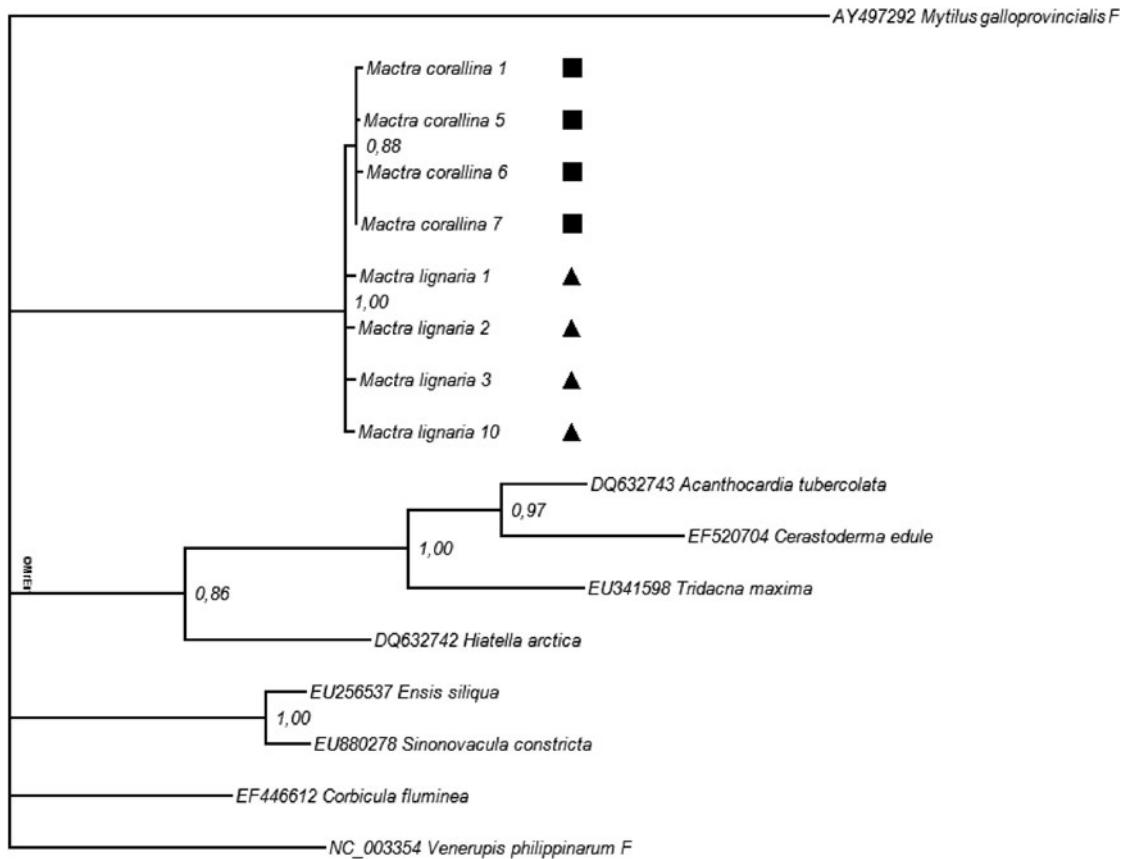 AY497292 Mytilus galloprovincialis F
Mactra corallina 1
Mactra corallina 5
0,88
Mactra corallina 6
Mactra corallina 7
Mactra lignaria 1
1,00
Mactra lignaria 2
Mactra lignaria 3
Mactra lignaria 10
DQ632743 Acanthocardia tubercolata
0,97
EF520704 Cerastoderma edule
1,00
EU341598 Tridacna maxima
0,86
DQ632742 Hiatella arctica
EU256537 Ensis siliqua
1,00
EU880278 Sinonovacula constricta
EF446612 Corbicula fluminea
NC_003354 Venerupis philippinarum F